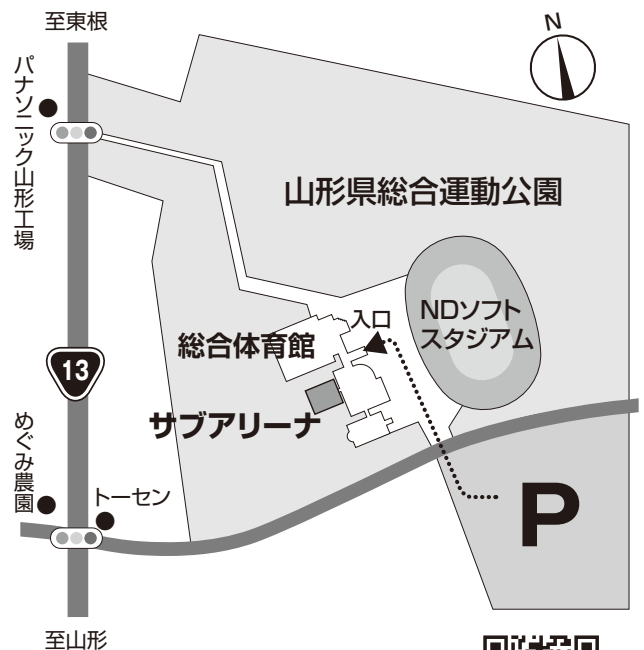 至東根
N
パナソニック山形工場
山形県総合運動公園
NDソフト
スタジアム
入口
総合体育館
サブアリーナ
13
めぐみ農園
トーセン
P
至山形